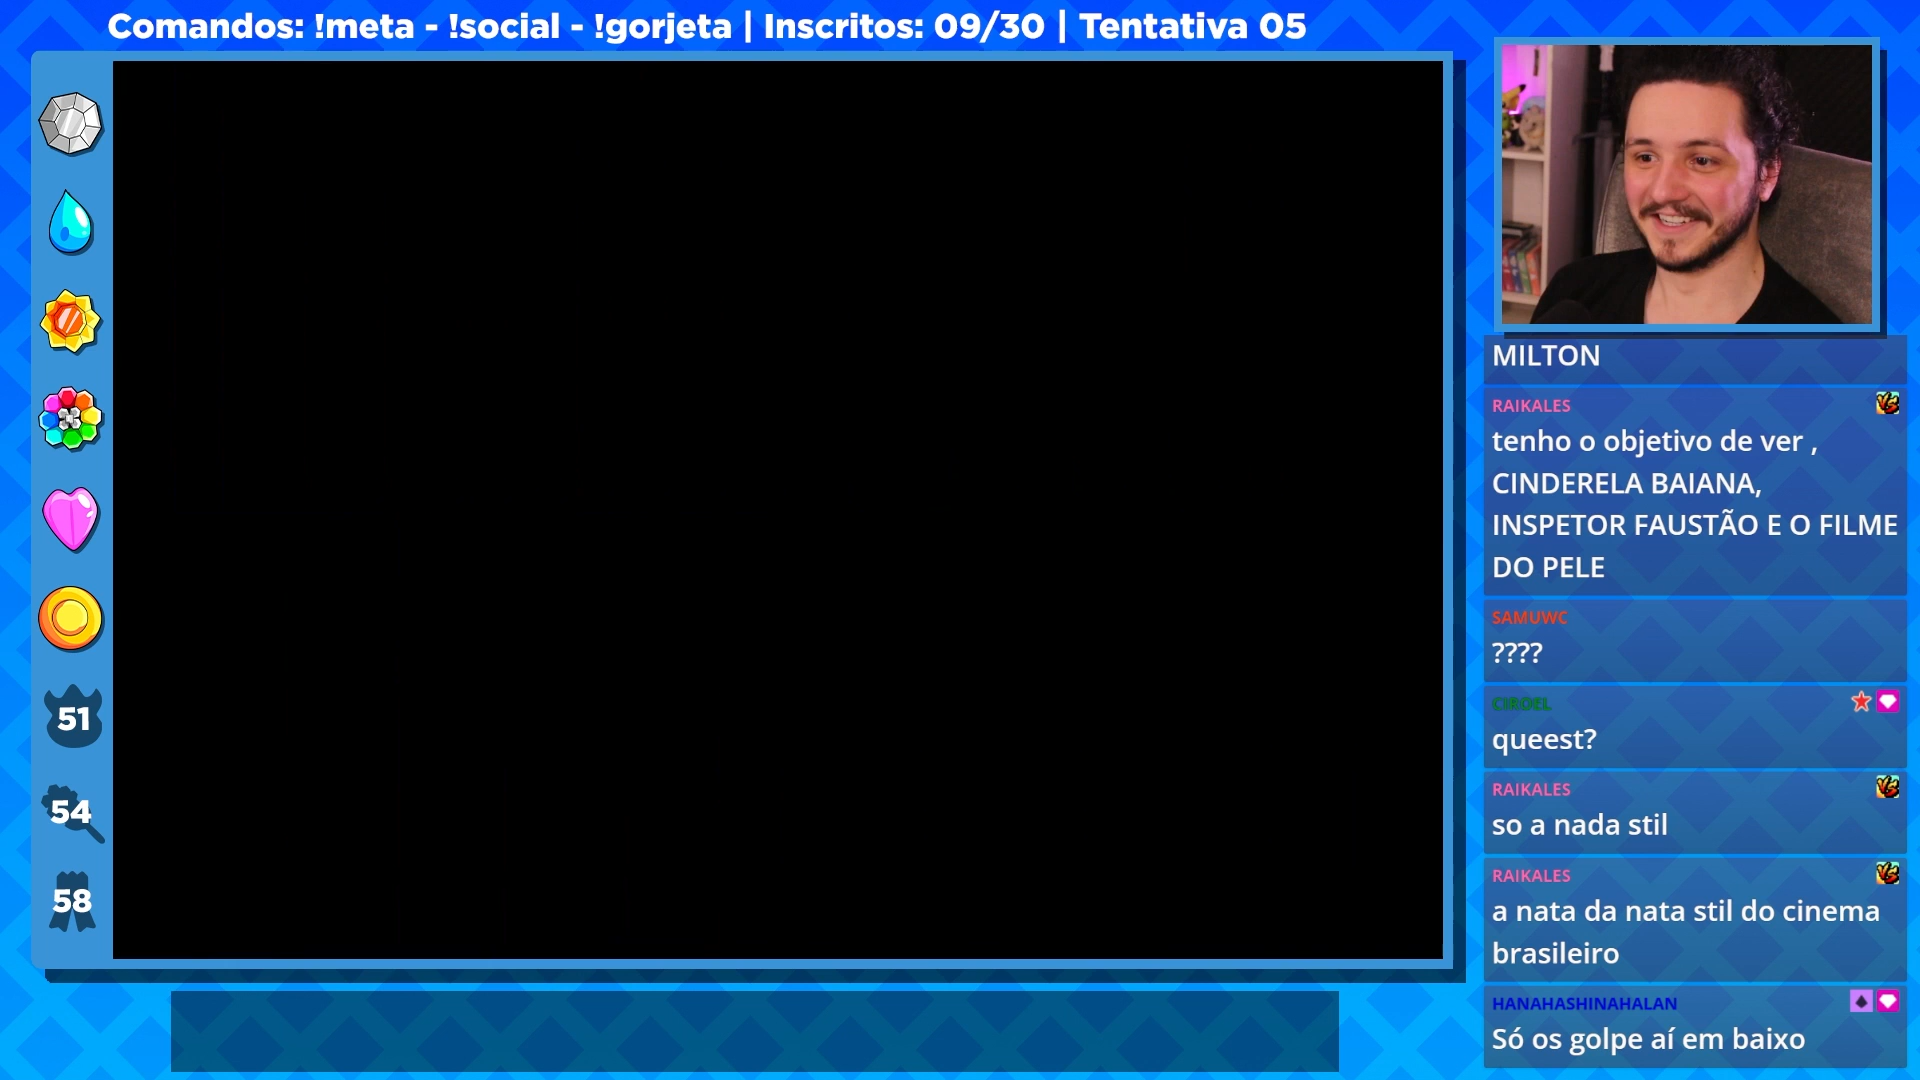 Comandos: !meta - !social - !gorjeta | Inscritos: 09/30 | Tentativa 05
51
54
58
MILTON
RAIKALES
tenho o objetivo de ver ,
CINDERELA BAIANA,
INSPETOR FAUSTÃO E O FILME
DO PELE
SAMUWC
????
CIRDEL
queest?
RAIKALES
so a nada stil
RAIKALES
a nata da nata stil do cinema
brasileiro
HANAHASHINAHALAN
Só os golpe aí em baixo